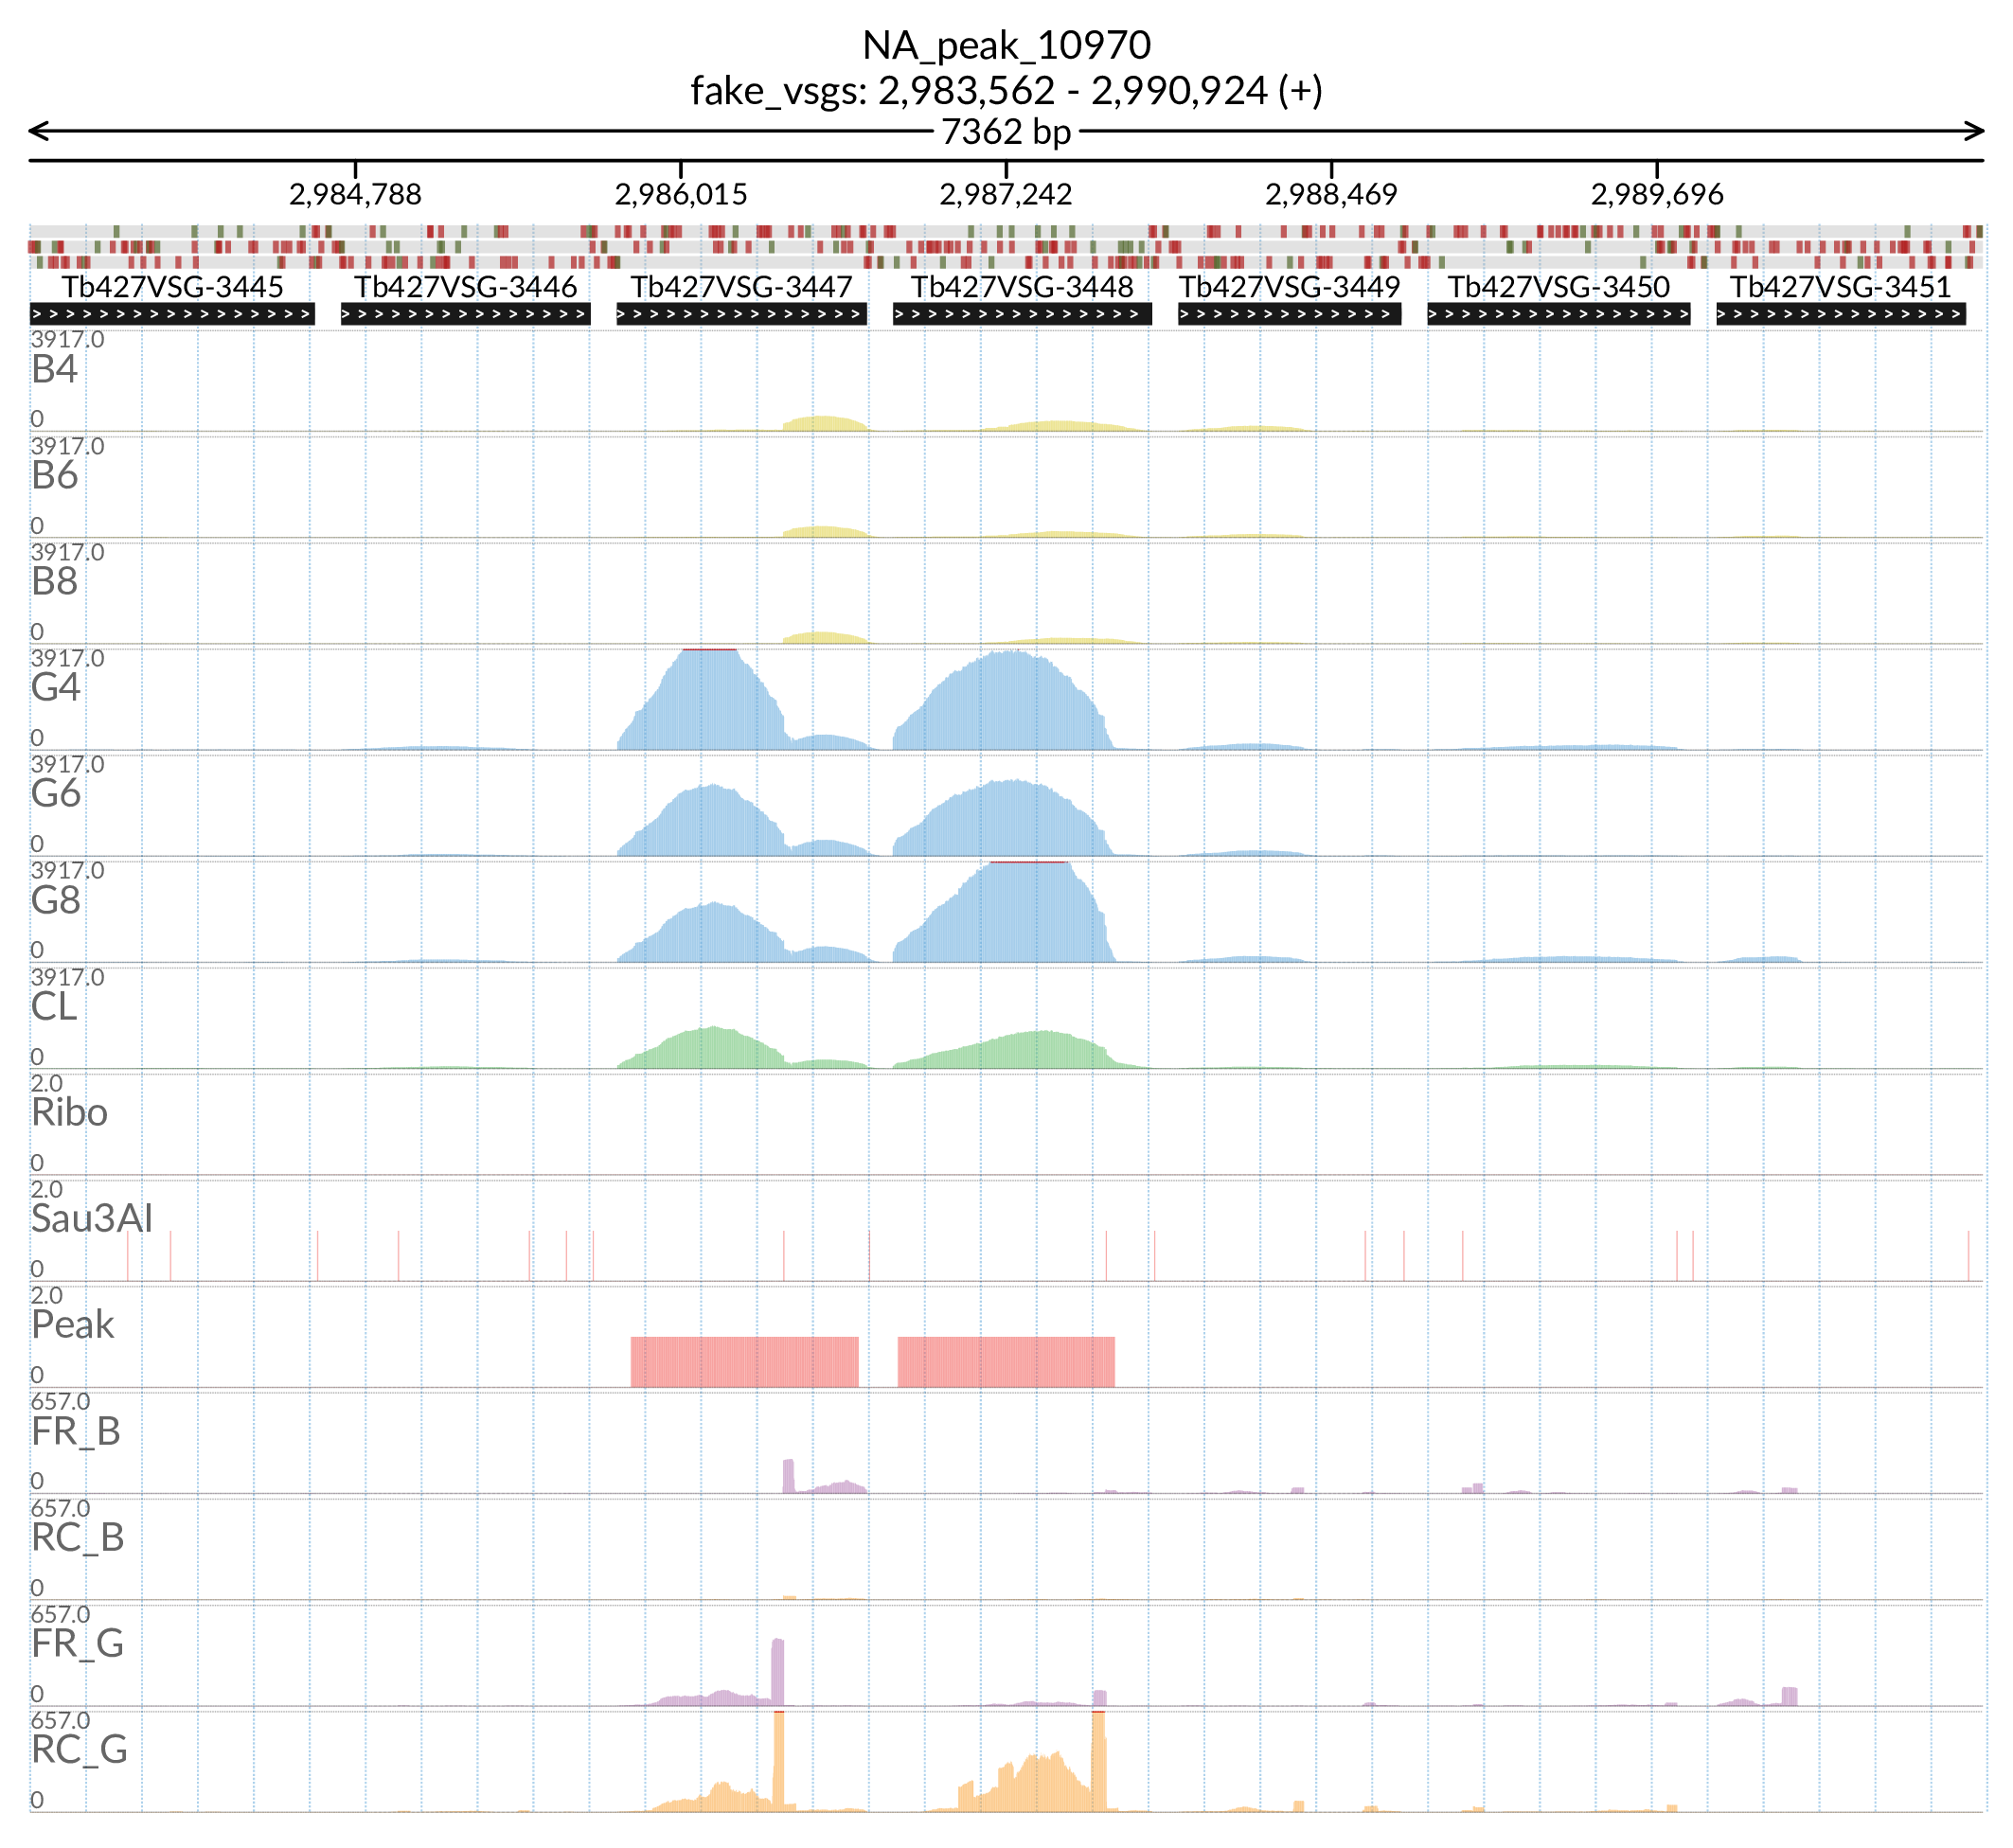 NA_peak_10970
fake_vsgs: 2,983,562 - 2,990,924 (+)
7362 bp
2,984,788 2,986,015 2,987,242 2,988,469 2,989,696
Tb427VSG-3445 Tb427VSG-3446 Tb427VSG-3447 Tb427VSG-3448 Tb427VSG-3449 Tb427VSG-3450 Tb427VSG-3451
3917.0
B4
0
3917.0
B6
0
3917.0
B8
0
3917.0
G4
0
3917.0
G6
0
3917.0
G8
0
3917.0
CL
0
2.0
Ribo
0
2.0
Sau3AI
0
2.0
Peak
0
657.0
FR_B
0
657.0
RC_B
0
657.0
FR_G
0
657.0
RC_G
0